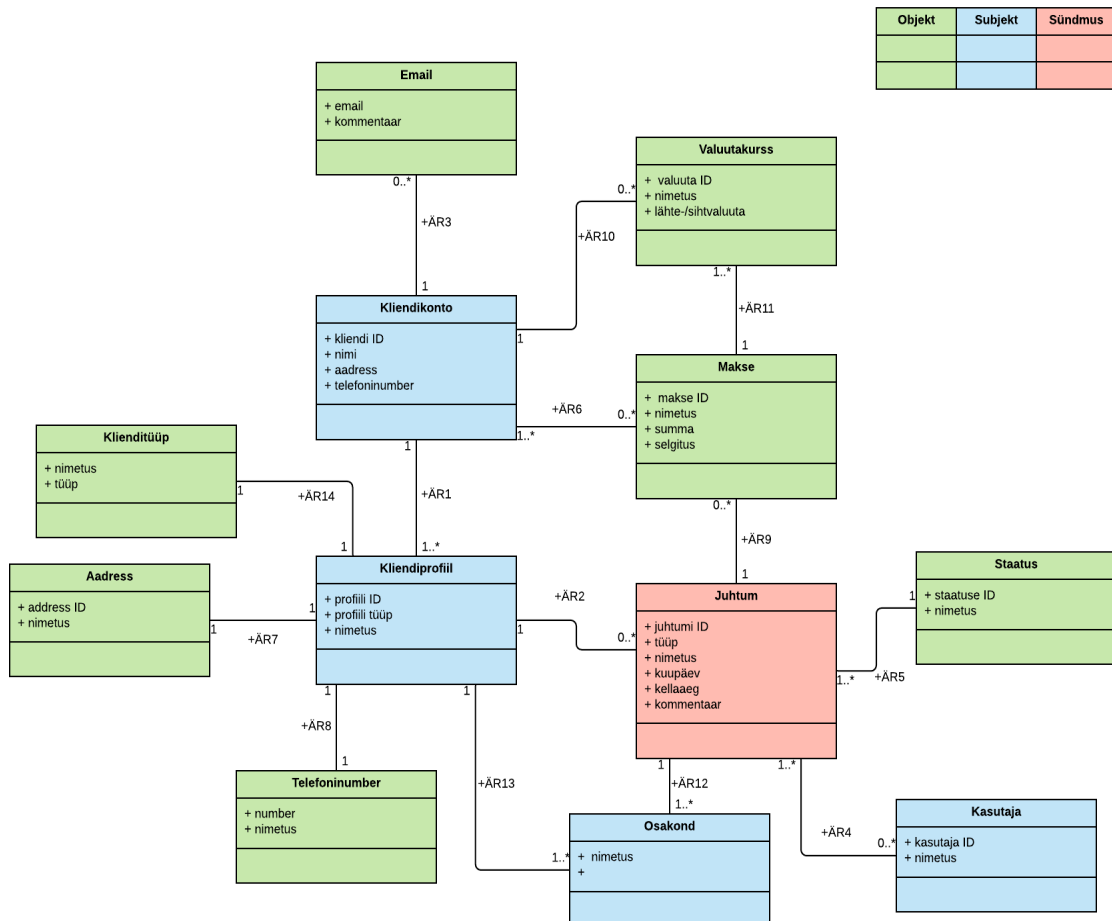 Objekt Subjekt Sündmus
Email
+ email
+ kommentaar
0..*
+ÄR3
1
Valuutakurss
+ valuuta ID
+ nimetus
+ lähte-/sihtvaluuta
0..*
+ÄR10
1
1..*
+ÄR11
1
Kliendikonto
+ kliendi ID
+ nimi
+ aadress
+ telefoninumber
Makse
+ makse ID
+ nimetus
+ summa
+ selgitus
+ÄR6
0..*
1..*
1
+ÄR1
1..*
Klienditüüp
+ nimetus
+ tüüp
1
+ÄR14
1
0..*
+ÄR9
1
Aadress
+ address ID
+ nimetus
1
+ÄR7
1
Kliendiprofiil
+ profiili ID
+ profiili tüüp
+ nimetus
1
+ÄR2
0..*
Juhtum
+ juhtumi ID
+ tüüp
+ nimetus
+ kuupäev
+ kellaaeg
+ kommentaar
Staatus
+ staatuse ID
+ nimetus
1
1..*
+ÄR5
1
+ÄR8
1
1
+ÄR13
1..*
1
+ÄR12
1..*
1..*
+ÄR4
0..*
Telefoninumber
+ number
+ nimetus
Osakond
+ nimetus
+
Kasutaja
+ kasutaja ID
+ nimetus